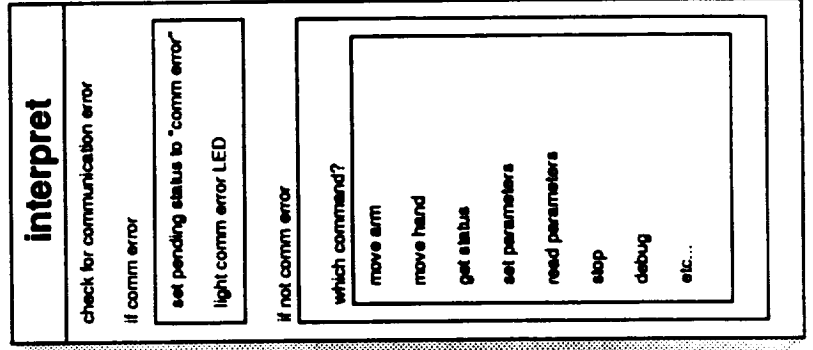 interpret
check for communication error
if comm error
set pending status to "comm error"
light comm error LED
if not comm error
which command?
move arm
move hand
get status
set parameters
read parameters
stop
debug
etc...